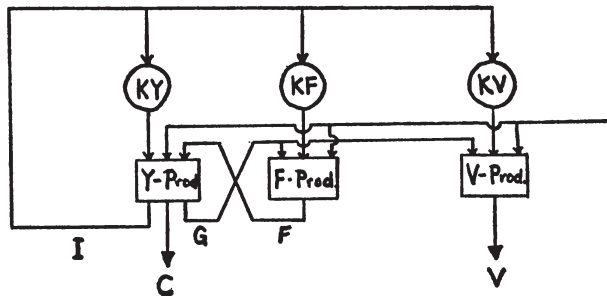 KY KF KV
Y-Prod F-Prod. V-Prod.
G F
I
C V